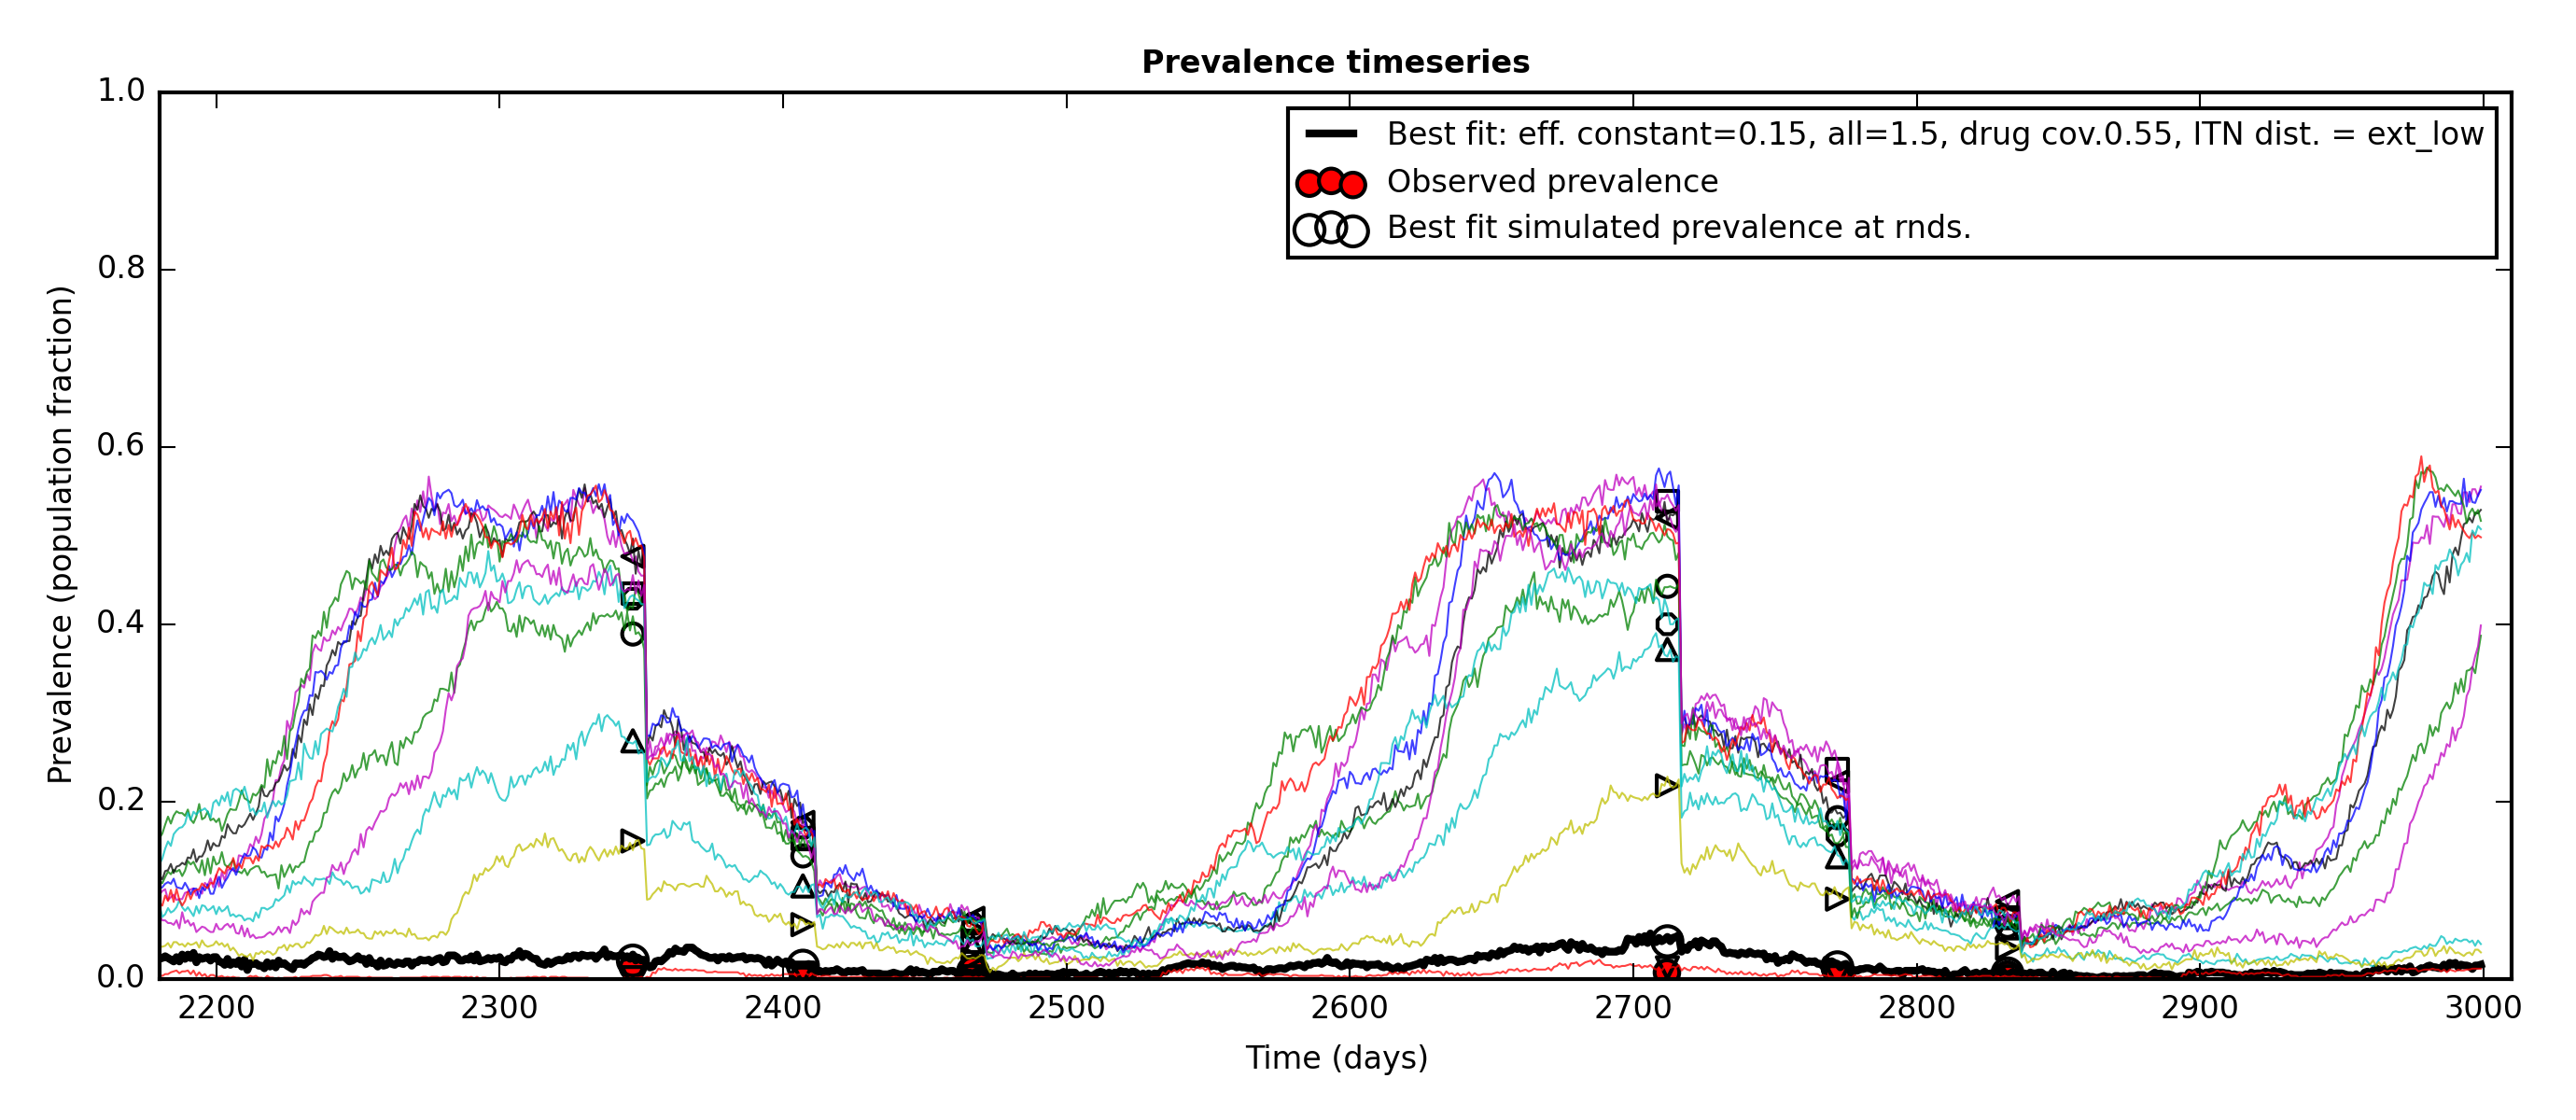 Prevalence timeseries
Best fit: eff. constant=0.15, all=1.5, drug cov.0.55, ITN dist. = ext_low
Observed prevalence
Best fit simulated prevalence at rnds.
Prevalence (population fraction)
1.0
0.8
0.6
0.4
0.2
0.0
2200 2300 2400 2500 2600 2700 2800 2900 3000
Time (days)